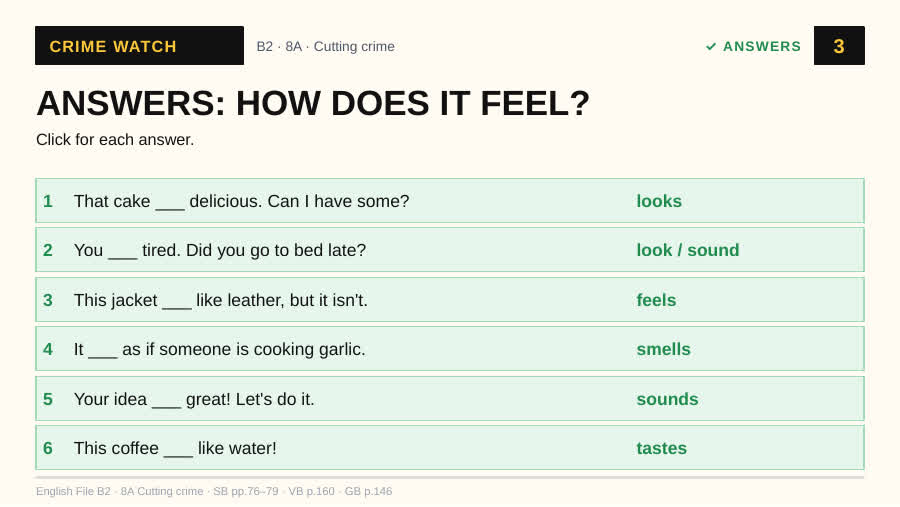 CRIME WATCH
B2 · 8A · Cutting crime
✓ ANSWERS
3
ANSWERS: HOW DOES IT FEEL?
Click for each answer.
1 That cake ___ delicious. Can I have some? looks
2 You ___ tired. Did you go to bed late? look / sound
3 This jacket ___ like leather, but it isn't. feels
4 It ___ as if someone is cooking garlic. smells
5 Your idea ___ great! Let's do it. sounds
6 This coffee ___ like water! tastes
English File B2 · 8A Cutting crime · SB pp.76–79 · VB p.160 · GB p.146